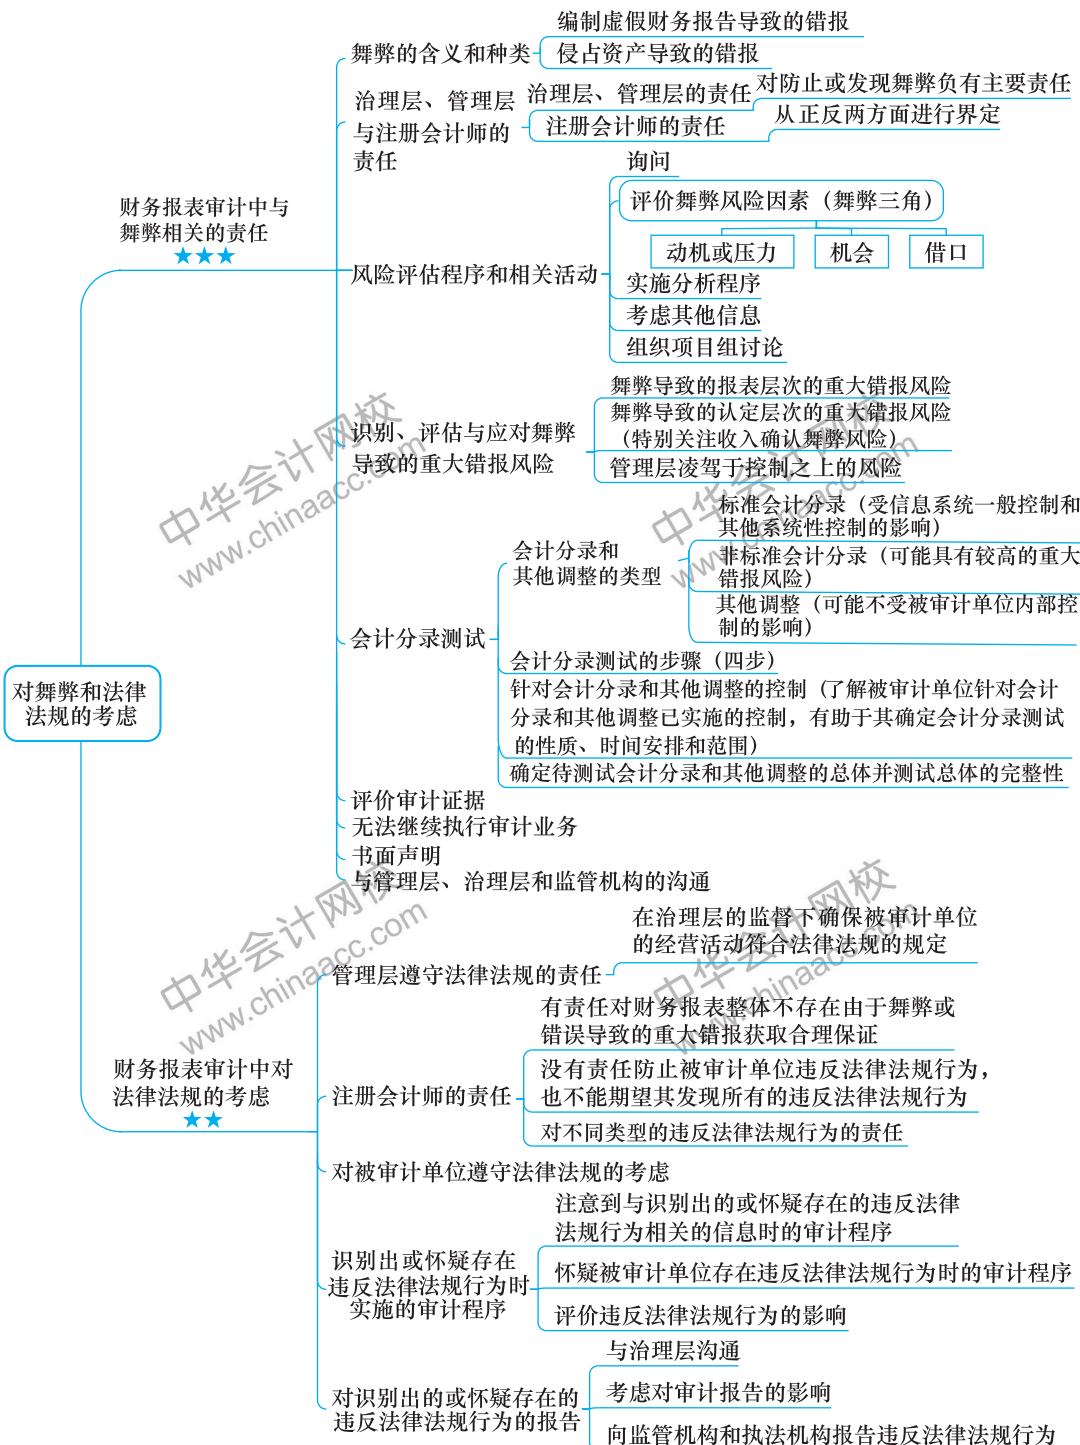 编制虚假财务报告导致的错报
舞弊的含义和种类
侵占资产导致的错报
治理层、管理层
与注册会计师的
责任
治理层、管理层的责任
对防止或发现舞弊负有主要责任
注册会计师的责任
从正反两方面进行界定
财务报表审计中与
舞弊相关的责任
★★★
询问
评价舞弊风险因素（舞弊三角）
动机或压力
机会
借口
风险评估程序和相关活动
实施分析程序
考虑其他信息
组织项目组讨论
识别、评估与应对舞弊
导致的重大错报风险
舞弊导致的报表层次的重大错报风险
舞弊导致的认定层次的重大错报风险
（特别关注收入确认舞弊风险）
管理层凌驾于控制之上的风险
会计分录测试
会计分录和
其他调整的类型
标准会计分录（受信息系统一般控制和
其他系统性控制的影响）
非标准会计分录（可能具有较高的重大
错报风险）
其他调整（可能不受被审计单位内部控
制的影响）
会计分录测试的步骤（四步）
针对会计分录和其他调整的控制（了解被审计单位针对会计
分录和其他调整已实施的控制，有助于其确定会计分录测试
的性质、时间安排和范围）
确定待测试会计分录和其他调整的总体并测试总体的完整性
对舞弊和法律
法规的考虑
评价审计证据
无法继续执行审计业务
书面声明
与管理层、治理层和监管机构的沟通
财务报表审计中对
法律法规的考虑
★★
管理层遵守法律法规的责任
在治理层的监督下确保被审计单位
的经营活动符合法律法规的规定
注册会计师的责任
有责任对财务报表整体不存在由于舞弊或
错误导致的重大错报获取合理保证
没有责任防止被审计单位违反法律法规行为，
也不能期望其发现所有的违反法律法规行为
对不同类型的违反法律法规行为的责任
对被审计单位遵守法律法规的考虑
识别出或怀疑存在
违反法律法规行为时
实施的审计程序
注意到与识别出的或怀疑存在的违反法律
法规行为相关的信息时的审计程序
怀疑被审计单位存在违反法律法规行为时的审计程序
评价违反法律法规行为的影响
对识别出的或怀疑存在的
违反法律法规行为的报告
与治理层沟通
考虑对审计报告的影响
向监管机构和执法机构报告违反法律法规行为
中华会计网校
www.chinaacc.com
中华会计网校
www.chinaacc.com
中华会计网校
www.chinaacc.com
中华会计网校
www.chinaacc.com